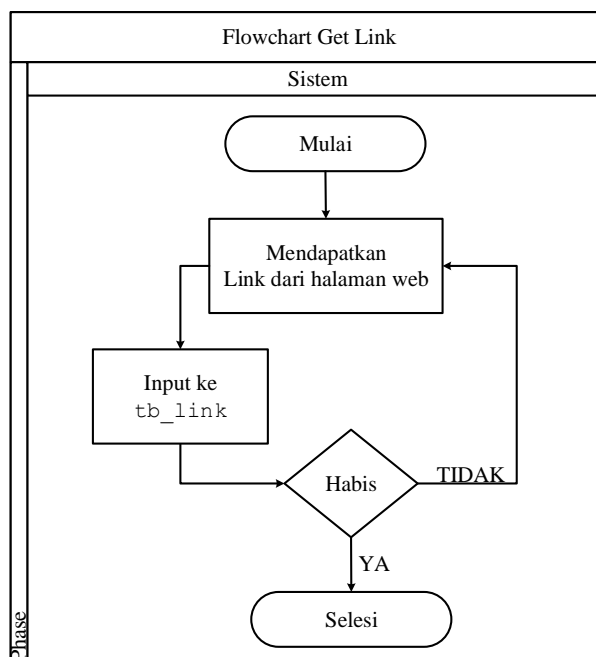 Flowchart Get Link
Sistem
Mulai
Mendapatkan
Link dari halaman web
Input ke
tb_link
Habis
TIDAK
YA
Selesi
Phase